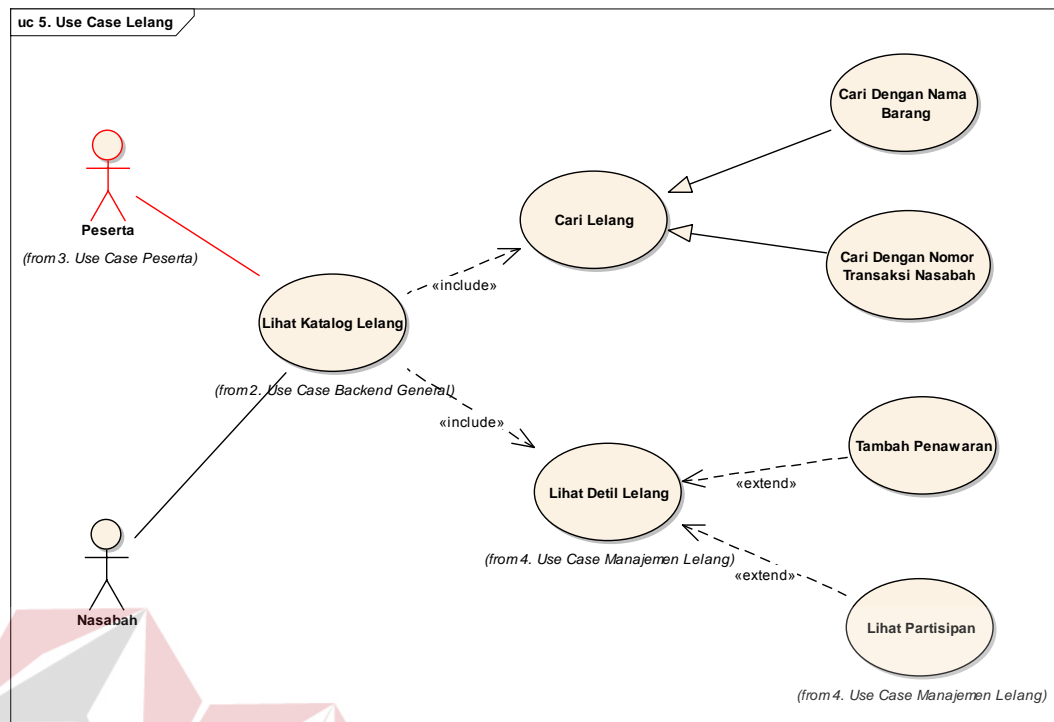 uc 5. Use Case Lelang
Cari Dengan Nama
Barang
Peserta
(from 3. Use Case Peserta)
Cari Lelang
Cari Dengan Nomor
Transaksi Nasabah
«include»
Lihat Katalog Lelang
(from 2. Use Case Backend General)
«include»
Tambah Penawaran
«extend»
Lihat Detil Lelang
(from 4. Use Case Manajemen Lelang)
«extend»
Nasabah
Lihat Partisipan
(from 4. Use Case Manajemen Lelang)